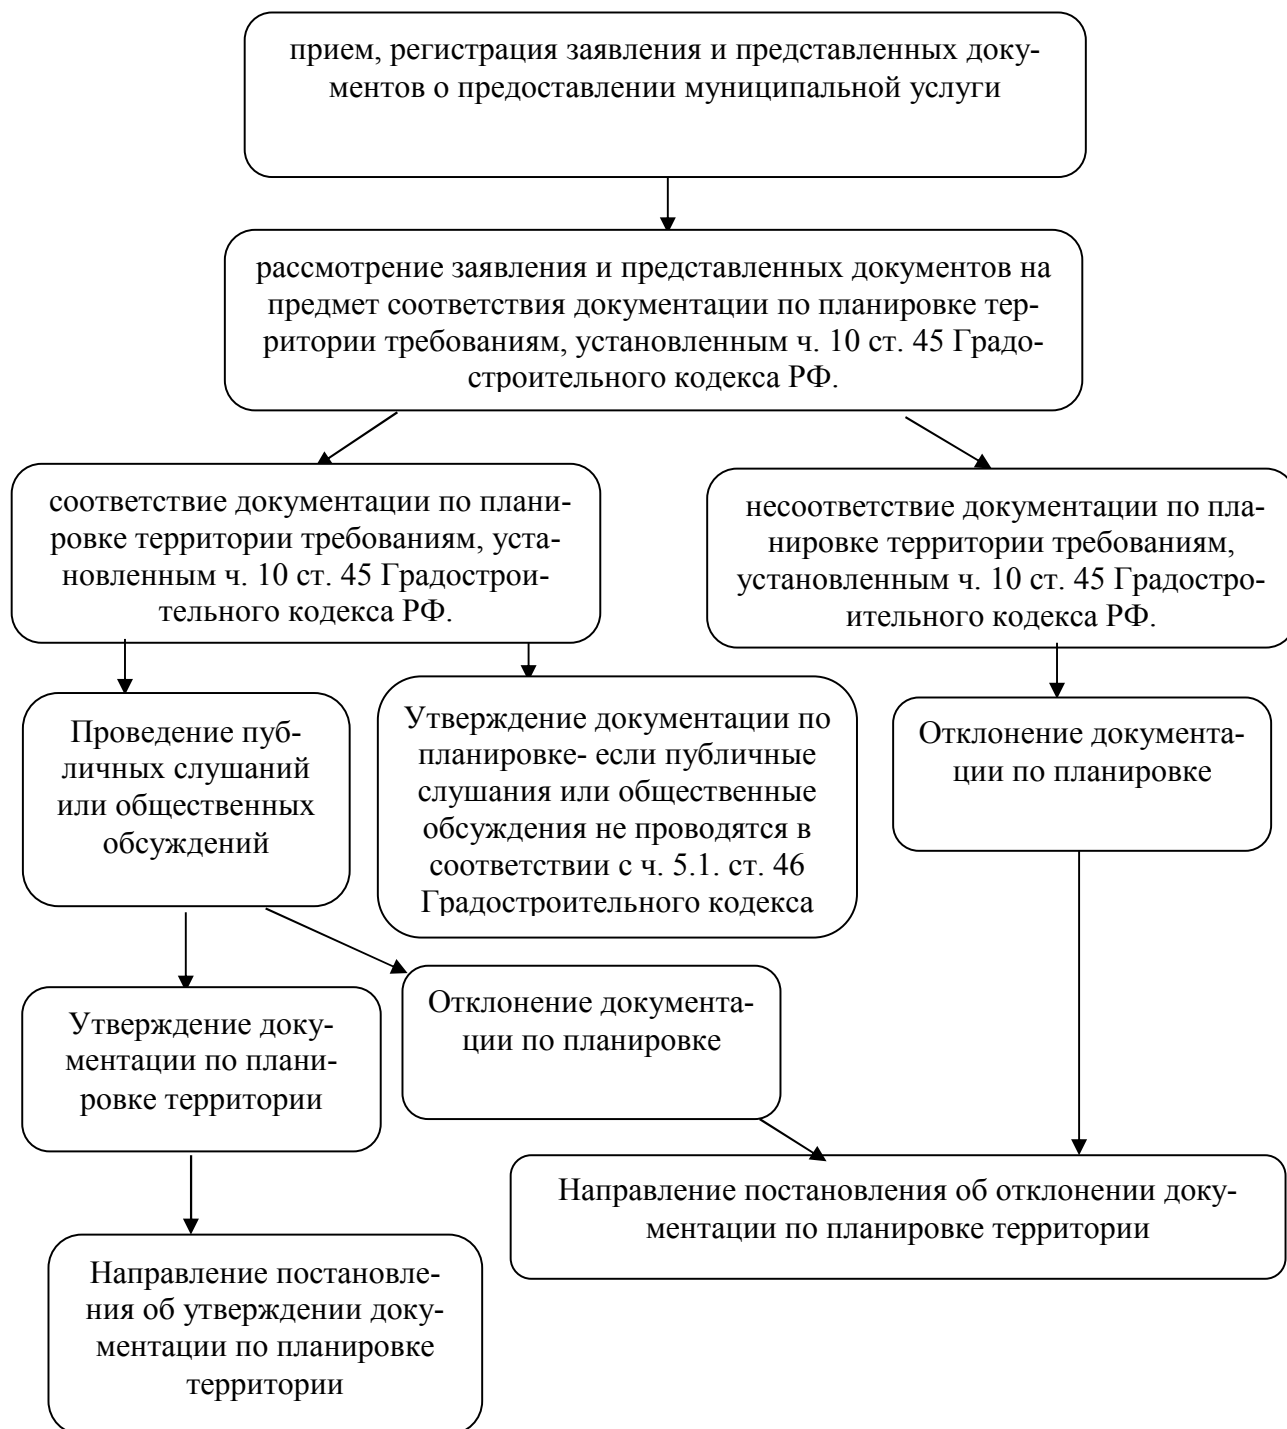 прием, регистрация заявления и представленных доку-
ментов о предоставлении муниципальной услуги
рассмотрение заявления и представленных документов на
предмет соответствия документации по планировке тер-
ритории требованиям, установленным ч. 10 ст. 45 Градо-
строительного кодекса РФ.
соответствие документации по плани-
ровке территории требованиям, уста-
новленным ч. 10 ст. 45 Градострои-
тельного кодекса РФ.
несоответствие документации по пла-
нировке территории требованиям,
установленным ч. 10 ст. 45 Градостро-
ительного кодекса РФ.
Проведение пуб-
личных слушаний
или общественных
обсуждений
Утверждение документации по
планировке- если публичные
слушания или общественные
обсуждения не проводятся в
соответствии с ч. 5.1. ст. 46
Градостроительного кодекса
Отклонение документа-
ции по планировке
Утверждение доку-
ментации по плани-
ровке территории
Отклонение документа-
ции по планировке
Направление постановления об отклонении доку-
ментации по планировке территории
Направление постановле-
ния об утверждении доку-
ментации по планировке
территории